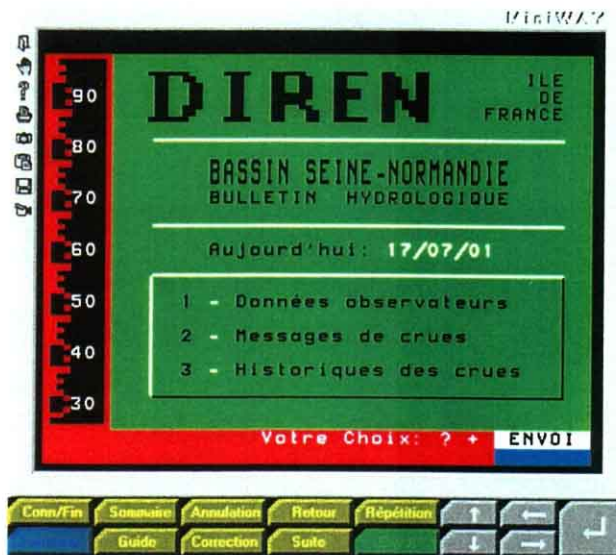 MiniWAY
DIREN
ILE
DE
FRANCE
BASSIN SEINE-NORMANDIE
BULLETIN HYDROLOGIQUE
Aujourd'hui: 17/07/01
1 - Données observateurs
2 - Messages de crues
3 - Historiques des crues
90
80
70
60
50
40
30
Votre Choix: ? + ENVOI
Conn/Fin Sommaire Annulation Retour Répétition
Guide Correction Suite